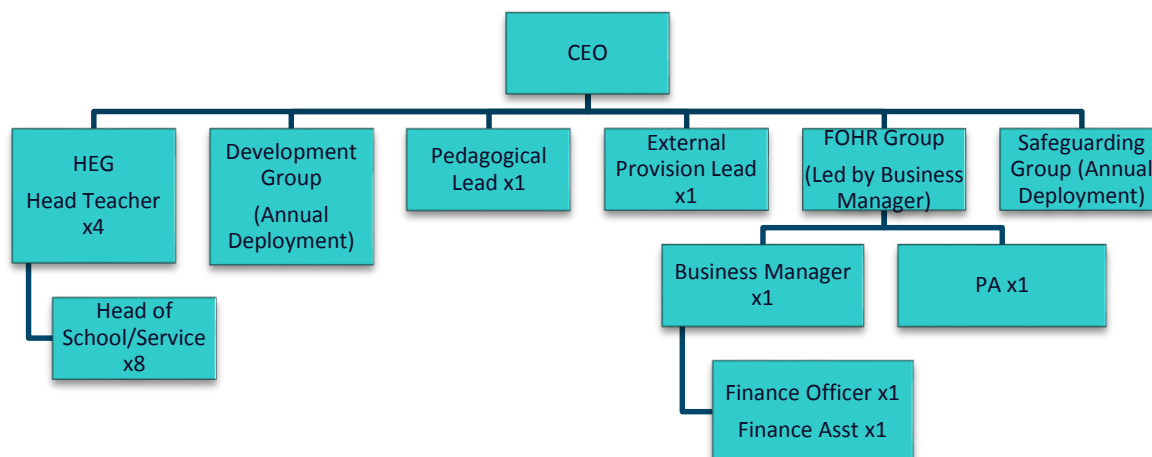 CEO
HEG
Head Teacher
x4
Development
Group
(Annual
Deployment)
Pedagogical
Lead x1
External
Provision Lead
x1
FOHR Group
(Led by Business
Manager)
Safeguarding
Group (Annual
Deployment)
Head of
School/Service
x8
Business Manager
x1
PA x1
Finance Officer x1
Finance Asst x1